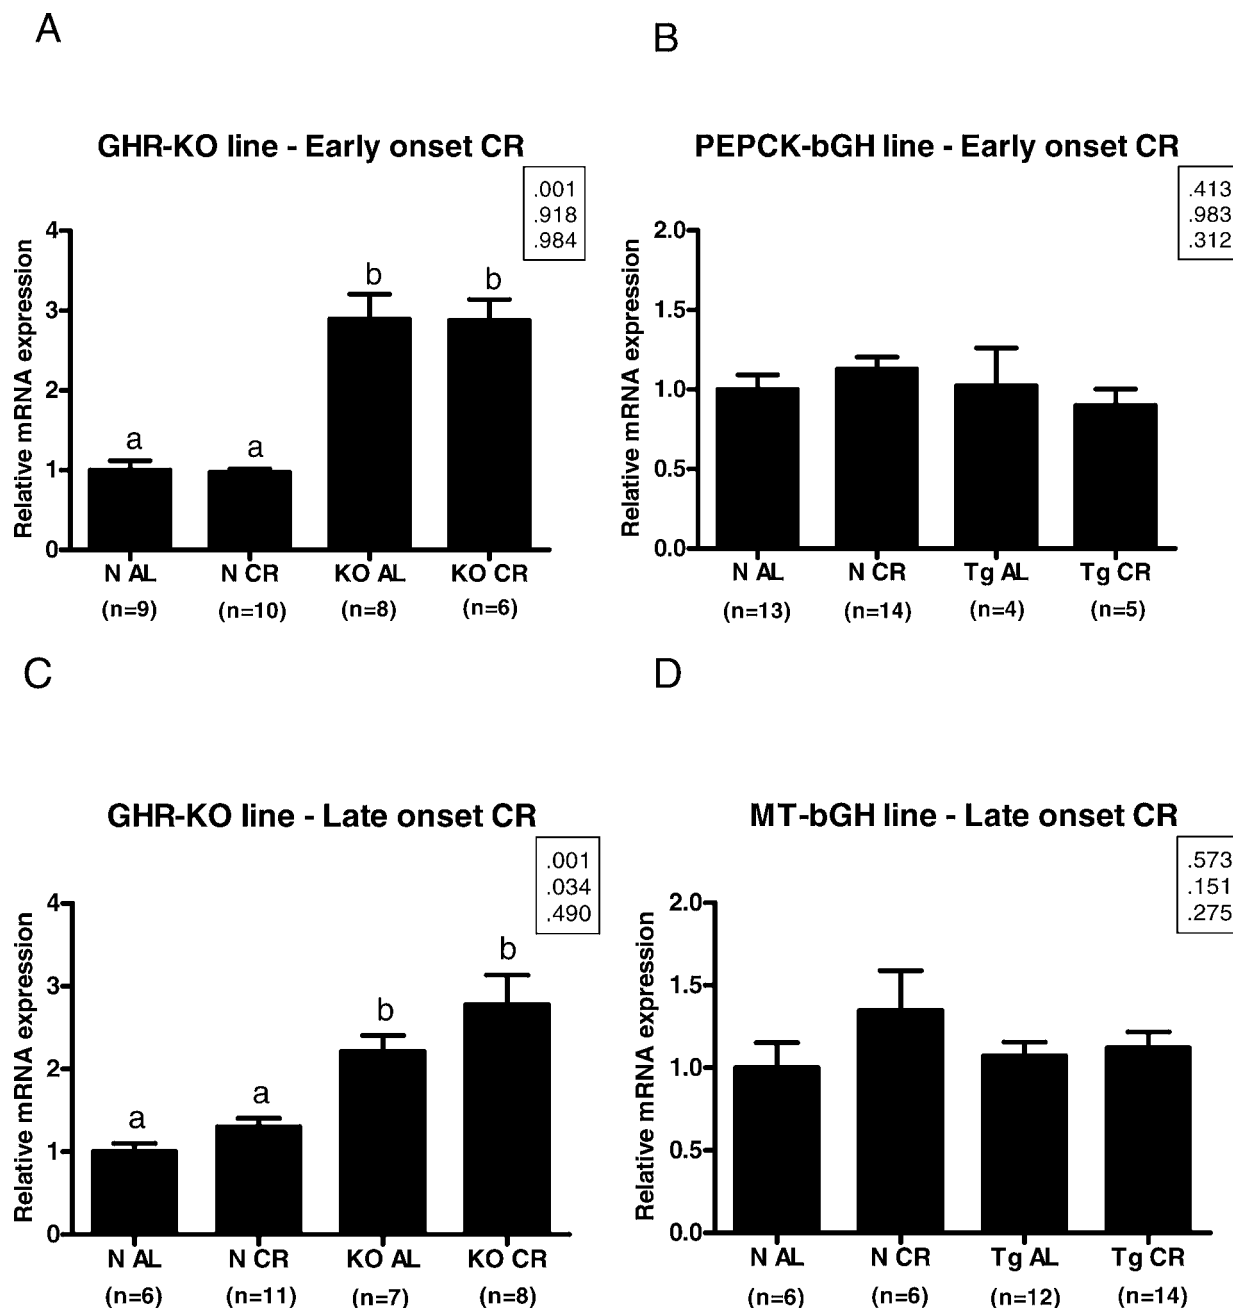 A
GHR-KO line - Early onset CR
.001
.918
.984
Relative mRNA expression
4
3
2
1
0
a
a
b
b
N AL
N CR
KO AL
KO CR
(n=9)
(n=10)
(n=8)
(n=6)
B
PEPCK-bGH line - Early onset CR
.413
.983
.312
Relative mRNA expression
2.0
1.5
1.0
0.5
0.0
N AL
N CR
Tg AL
Tg CR
(n=13)
(n=14)
(n=4)
(n=5)
C
GHR-KO line - Late onset CR
.001
.034
.490
Relative mRNA expression
4
3
2
1
0
a
a
b
b
N AL
N CR
KO AL
KO CR
(n=6)
(n=11)
(n=7)
(n=8)
D
MT-bGH line - Late onset CR
.573
.151
.275
Relative mRNA expression
2.0
1.5
1.0
0.5
0.0
N AL
N CR
Tg AL
Tg CR
(n=6)
(n=6)
(n=12)
(n=14)